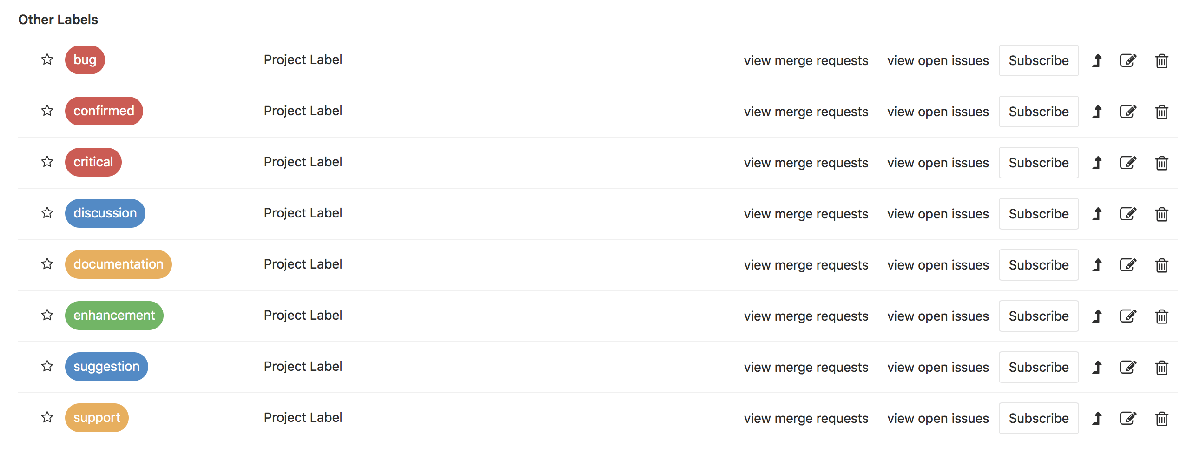 Other Labels
bug Project Label view merge requests view open issues Subscribe
confirmed Project Label view merge requests view open issues Subscribe
critical Project Label view merge requests view open issues Subscribe
discussion Project Label view merge requests view open issues Subscribe
documentation Project Label view merge requests view open issues Subscribe
enhancement Project Label view merge requests view open issues Subscribe
suggestion Project Label view merge requests view open issues Subscribe
support Project Label view merge requests view open issues Subscribe